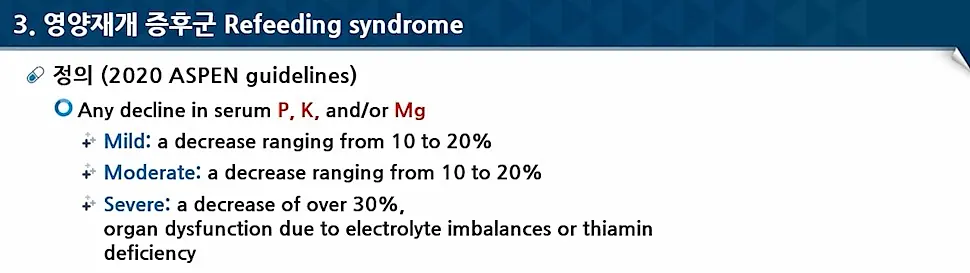 3. 영양재개 증후군 Refeeding syndrome
정의 (2020 ASPEN guidelines)
Any decline in serum P, K, and/or Mg
Mild: a decrease ranging from 10 to 20%
Moderate: a decrease ranging from 10 to 20%
Severe: a decrease of over 30%,
organ dysfunction due to electrolyte imbalances or thiamin
deficiency